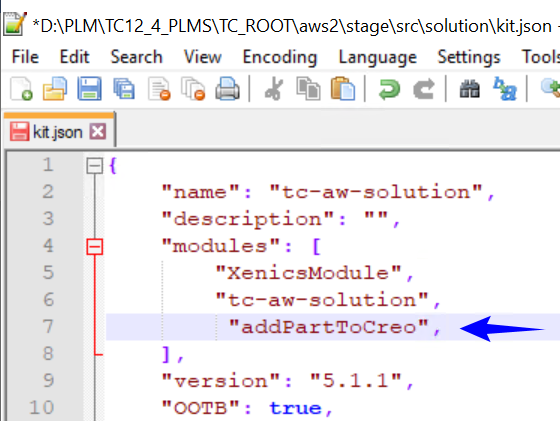 *D:\PLM\TC12_4_PLMS\TC_ROOT\aws2\stage\src\solution\kit.json -
File Edit Search View Encoding Language Settings Tools
kit.json
1 {
2 "name": "tc-aw-solution",
3 "description": "",
4 "modules": [
5 "XenicsModule",
6 "tc-aw-solution",
7 "addPartToCreo",
8 ],
9 "version": "5.1.1",
10 "OOTB": true,